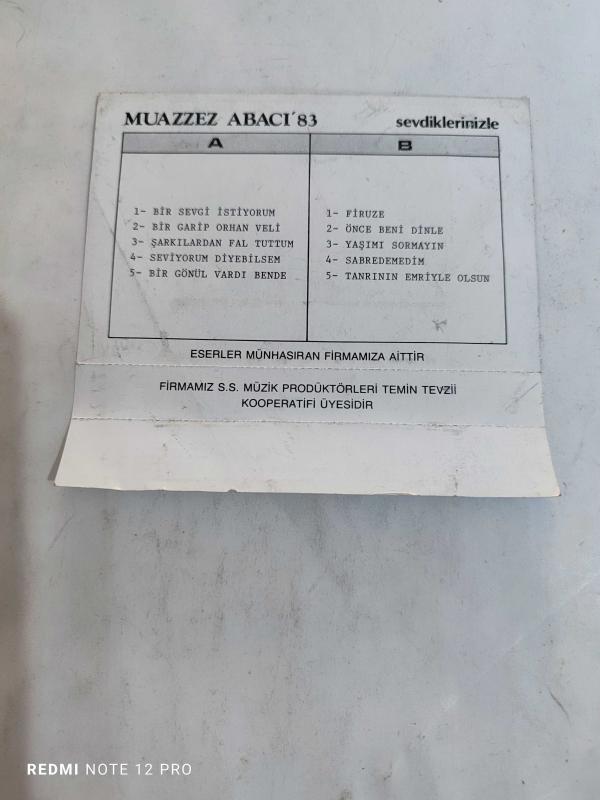 MUAZZEZ ABACI'83
sevdiklerinizle
A
B
1- BİR SEVGİ İSTİYORUM
2- BİR GARİP ORHAN VELİ
3- ŞARKILARDAN FAL TUTTUM
4- SEVİYORUM DİYEBİLSEM
5- BİR GÖNÜL VARDI BENDE
1- FİRUZE
2- ÖNCE BENİ DİNLE
3- YAŞIMI SORMAYIN
4- SABREDEMEDİM
5- TANRININ EMRİYLE OLSUN
ESERLER MÜNHASIRAN FİRMAMIZA AİTTİR
FİRMAMIZ S.S. MÜZİK PRODÜKTÖRLERİ TEMİN TEVZİİ
KOOPERATİFİ ÜYESİDİR
REDMI NOTE 12 PRO